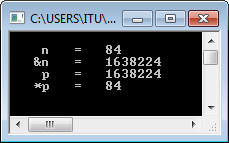 C:\USERS\ITU\...
n = 84
&n = 1638224
p = 1638224
*p = 84